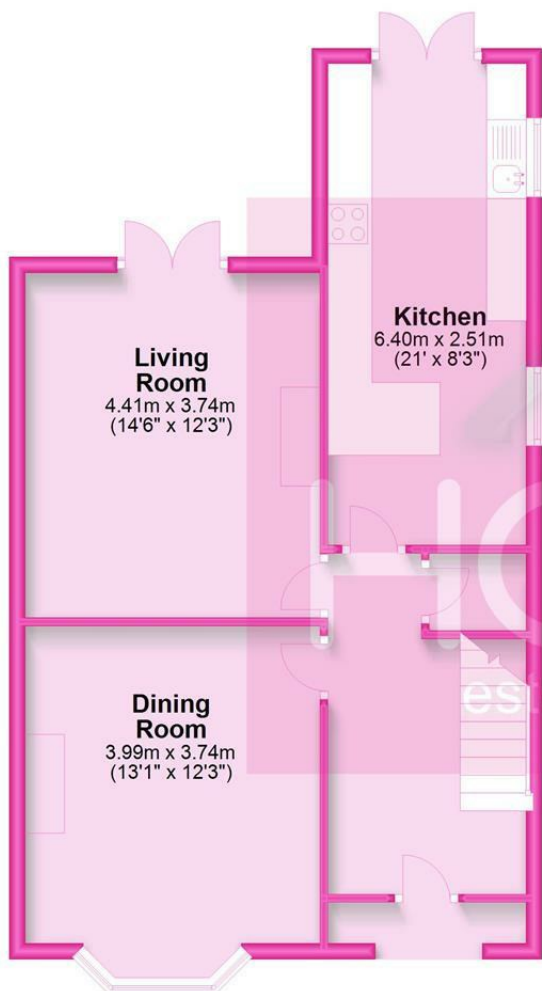 Kitchen
6.40m x 2.51m
(21' x 8'3")
Living
Room
4.41m x 3.74m
(14'6" x 12'3")
Dining
Room
3.99m x 3.74m
(13'1" x 12'3")